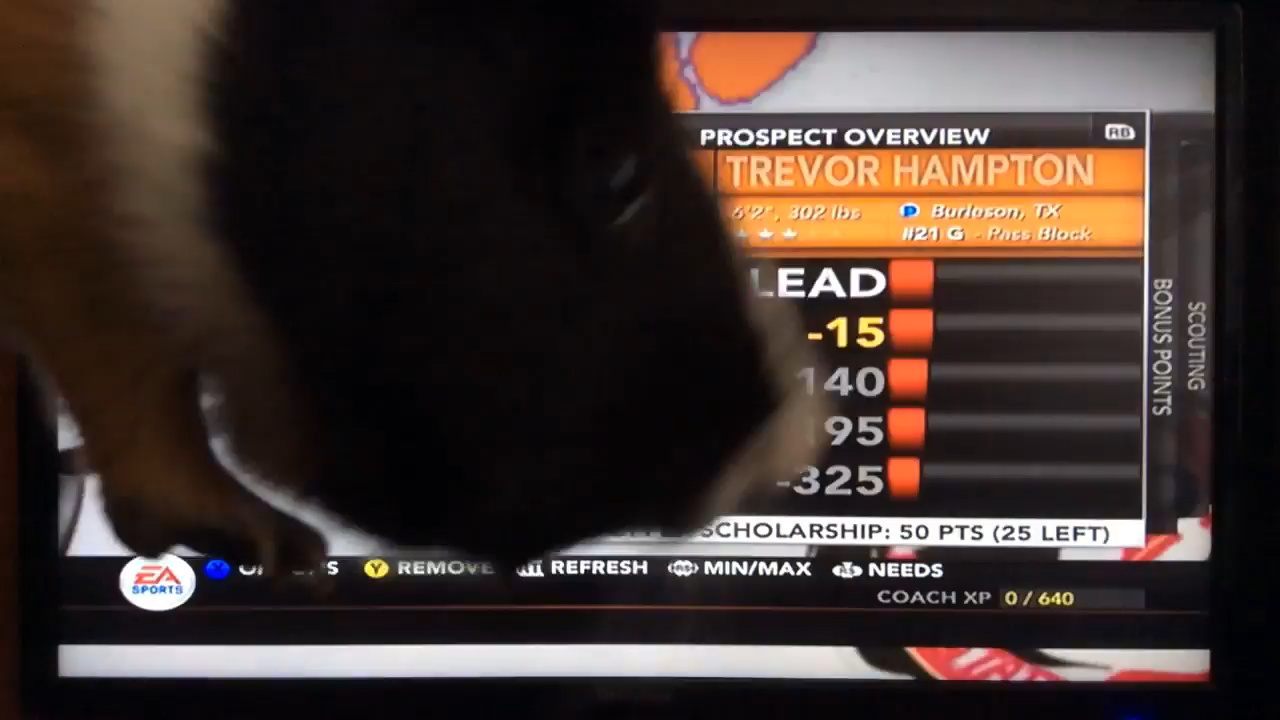 PROSPECT OVERVIEW
RB
TREVOR HAMPTON
6'2", 302 lbs
Burleson, TX
#21 G - Pass Block
LEAD
-15
140
95
-325
SCHOLARSHIP: 50 PTS (25 LEFT)
SCOUTING
BONUS POINTS
EA
SPORTS
REMOVE
REFRESH
MIN/MAX
NEEDS
COACH XP 0 / 640